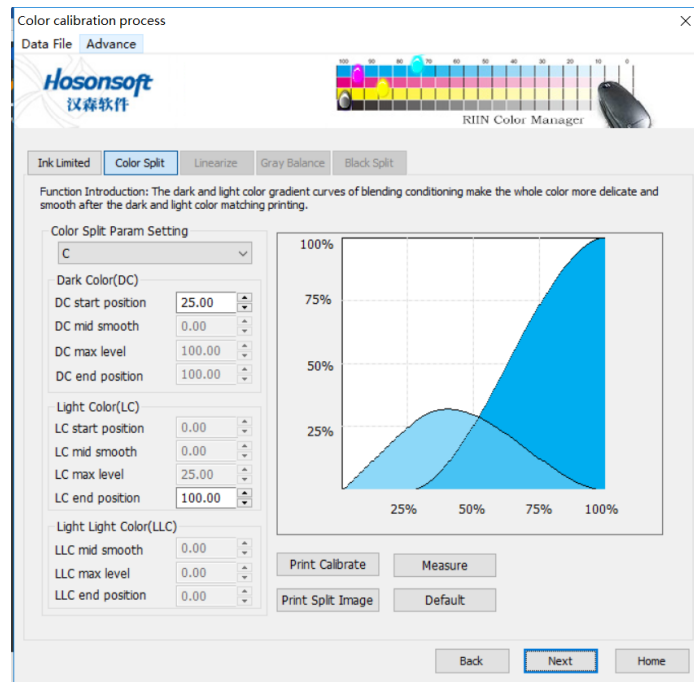 Color calibration process
Data File Advance
Hosonsoft
汉森软件
100 90 80 70 60 50 40 30 20 10 0
RIIN Color Manager
Ink Limited Color Split Linearize Gray Balance Black Split
Function Introduction: The dark and light color gradient curves of blending conditioning make the whole color more delicate and
smooth after the dark and light color matching printing.
Color Split Param Setting
C
Dark Color(DC)
DC start position 25.00
DC mid smooth 0.00
DC max level 100.00
DC end position 100.00
Light Color(LC)
LC start position 0.00
LC mid smooth 0.00
LC max level 25.00
LC end position 100.00
Light Light Color(LLC)
LLC mid smooth 0.00
LLC max level 0.00
LLC end position 0.00
100%
75%
50%
25%
25% 50% 75% 100%
Print Calibrate Measure
Print Split Image Default
Back Next Home